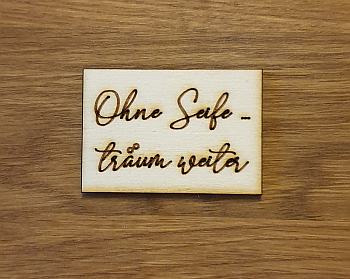 Ohne Seife -
träum weiter